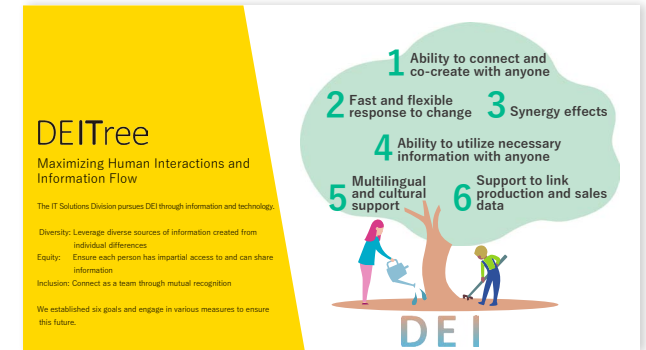 DEITree
Maximizing Human Interactions and
Information Flow
The IT Solutions Division pursues DEI through information and technology.
Diversity: Leverage diverse sources of information created from
individual differences
Equity: Ensure each person has impartial access to and can share
information
Inclusion: Connect as a team through mutual recognition
We established six goals and engage in various measures to ensure
this future.
1 Ability to connect and
co-create with anyone
2 Fast and flexible
response to change
3 Synergy effects
4 Ability to utilize necessary
information with anyone
5 Multilingual
and cultural
support
6 Support to link
production and sales
data
DEI